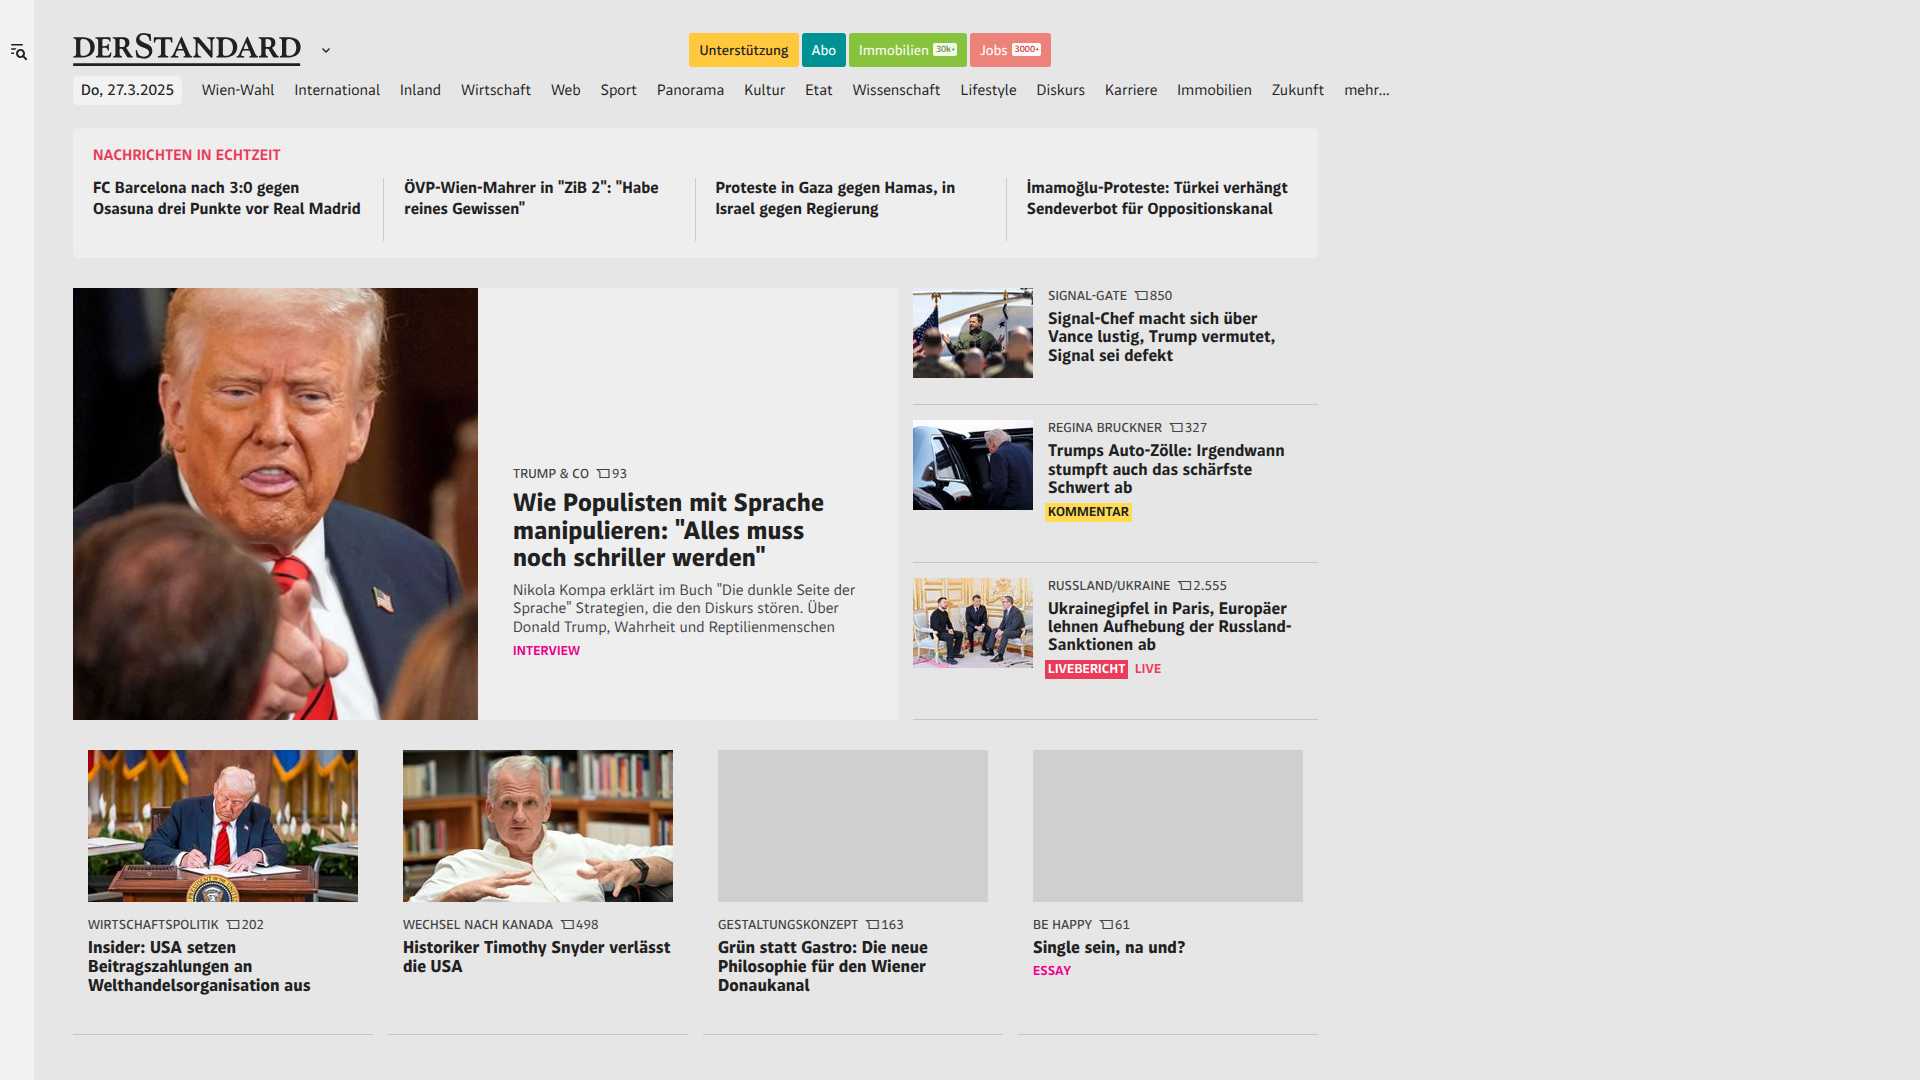 DERSTANDARD
Unterstützung
Abo
Immobilien 30k+
Jobs 3000+
Do, 27.3.2025
Wien-Wahl
International
Inland
Wirtschaft
Web
Sport
Panorama
Kultur
Etat
Wissenschaft
Lifestyle
Diskurs
Karriere
Immobilien
Zukunft
mehr...
NACHRICHTEN IN ECHTZEIT
FC Barcelona nach 3:0 gegen
Osasuna drei Punkte vor Real Madrid
ÖVP-Wien-Mahrer in "ZiB 2": "Habe
reines Gewissen"
Proteste in Gaza gegen Hamas, in
Israel gegen Regierung
İmamoğlu-Proteste: Türkei verhängt
Sendeverbot für Oppositionskanal
TRUMP & CO 93
Wie Populisten mit Sprache
manipulieren: "Alles muss
noch schriller werden"
Nikola Kompa erklärt im Buch "Die dunkle Seite der
Sprache" Strategien, die den Diskurs stören. Über
Donald Trump, Wahrheit und Reptilienmenschen
INTERVIEW
SIGNAL-GATE 850
Signal-Chef macht sich über
Vance lustig, Trump vermutet,
Signal sei defekt
REGINA BRUCKNER 327
Trumps Auto-Zölle: Irgendwann
stumpft auch das schärfste
Schwert ab
KOMMENTAR
RUSSLAND/UKRAINE 2.555
Ukrainegipfel in Paris, Europäer
lehnen Aufhebung der Russland-
Sanktionen ab
LIVEBERICHT LIVE
WIRTSCHAFTSPOLITIK 202
Insider: USA setzen
Beitragszahlungen an
Welthandelsorganisation aus
WECHSEL NACH KANADA 498
Historiker Timothy Snyder verlässt
die USA
GESTALTUNGSKONZEPT 163
Grün statt Gastro: Die neue
Philosophie für den Wiener
Donaukanal
BE HAPPY 61
Single sein, na und?
ESSAY